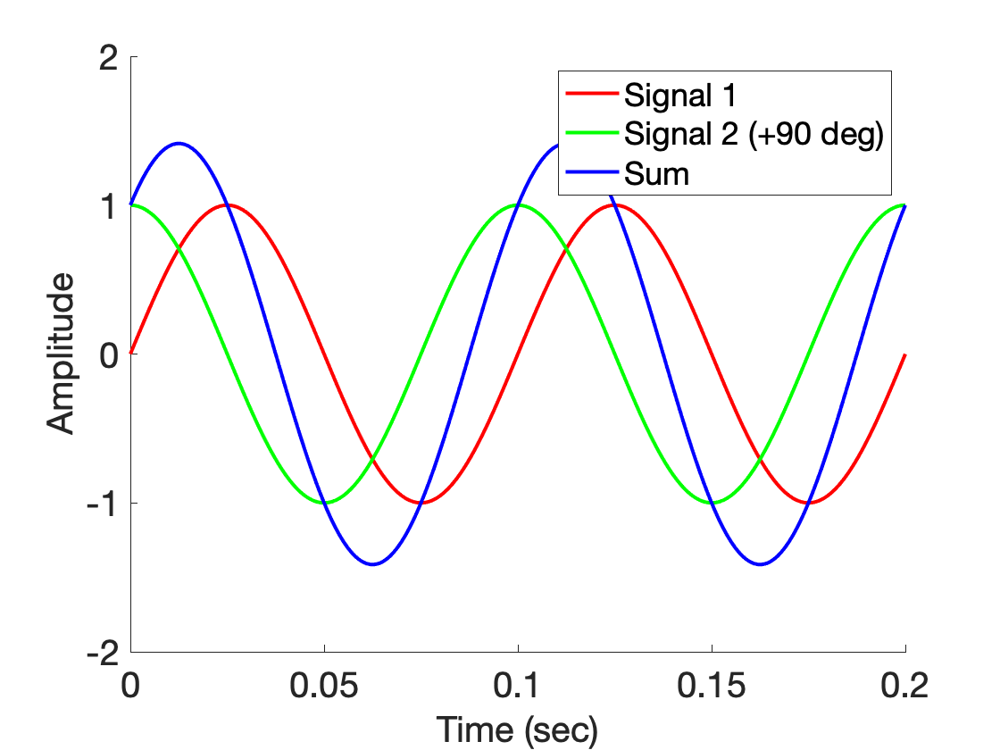 2
1
0
-1
-2
Amplitude
Signal 1
Signal 2 (+90 deg)
Sum
0 0.05 0.1 0.15 0.2
Time (sec)